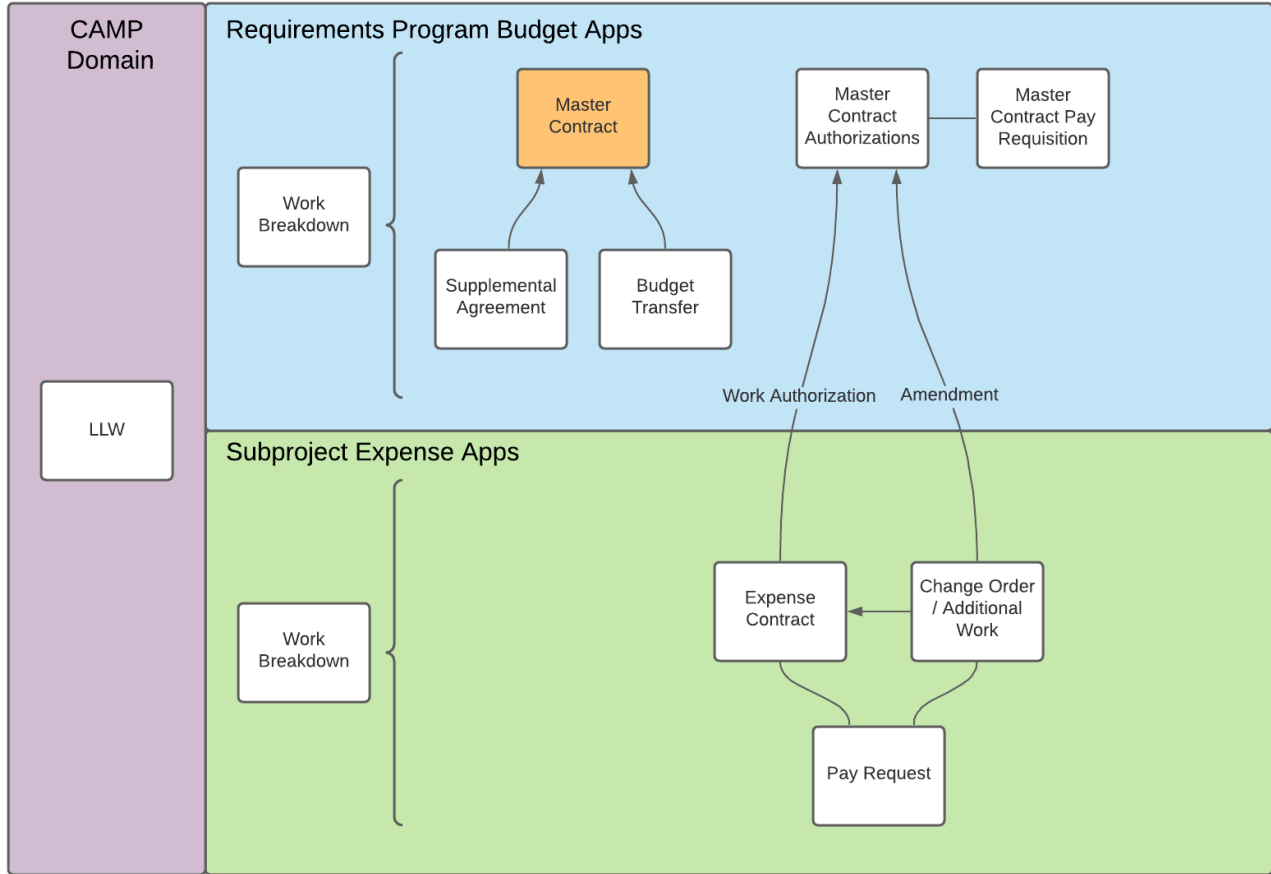 CAMP
Domain
LLW
Requirements Program Budget Apps
Work
Breakdown
Master
Contract
Supplemental
Agreement
Budget
Transfer
Master
Contract
Authorizations
Master
Contract Pay
Requisition
Work Authorization
Amendment
Subproject Expense Apps
Work
Breakdown
Expense
Contract
Change Order
/ Additional
Work
Pay Request